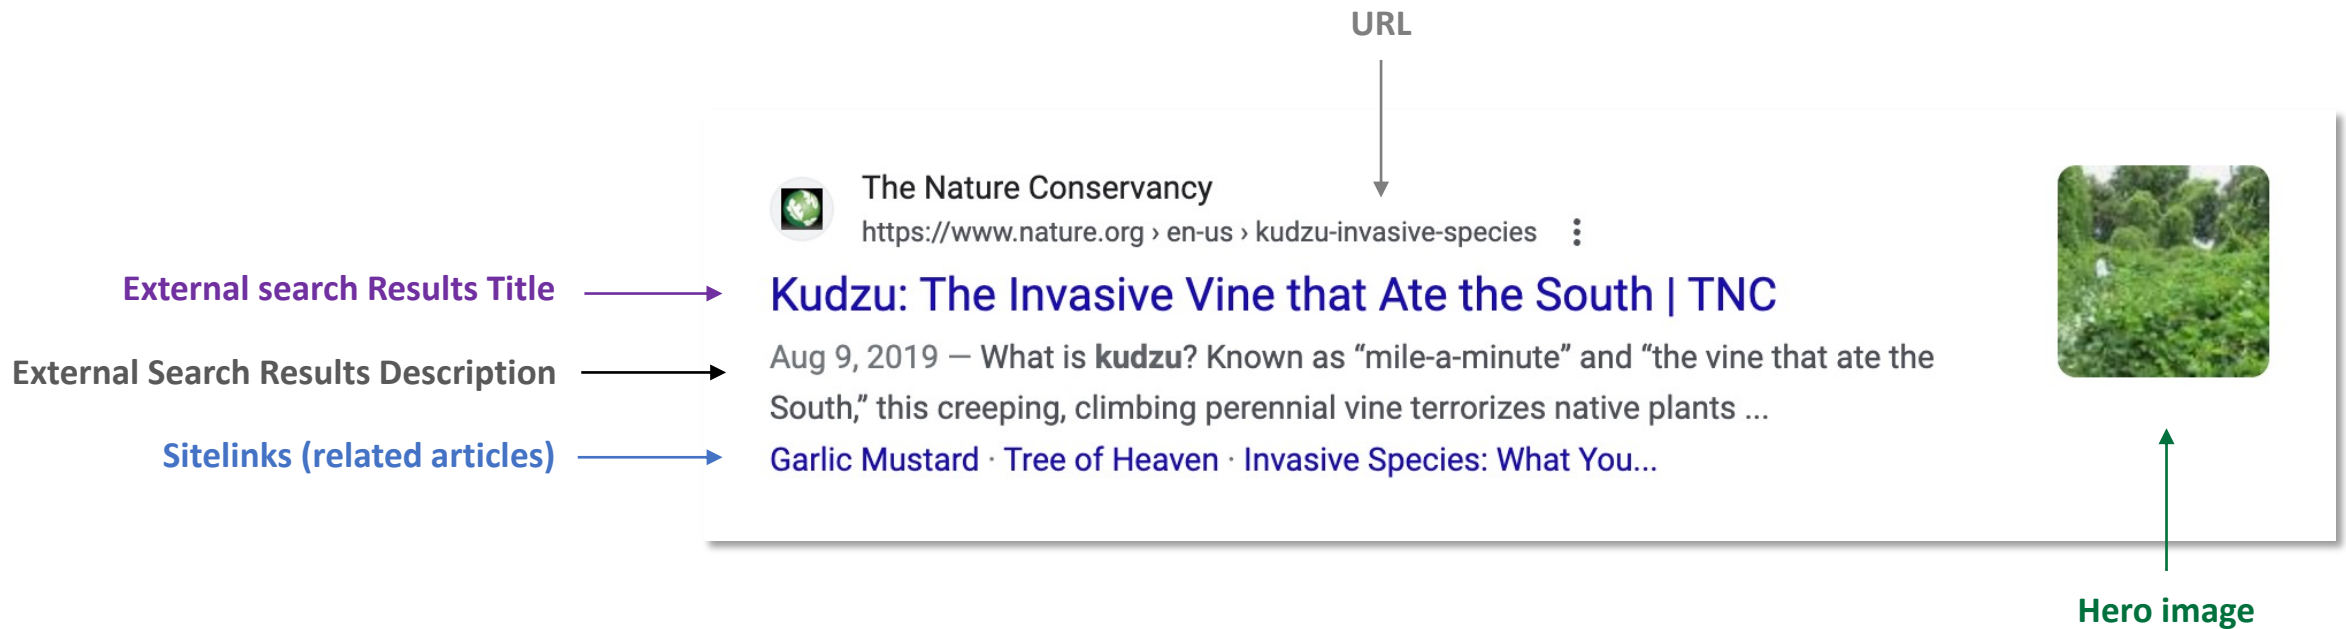 URL
The Nature Conservancy
https://www.nature.org › en-us › kudzu-invasive-species
External search Results Title
Kudzu: The Invasive Vine that Ate the South | TNC
External Search Results Description
Aug 9, 2019 — What is kudzu? Known as “mile-a-minute” and “the vine that ate the
South,” this creeping, climbing perennial vine terrorizes native plants ...
Sitelinks (related articles)
Garlic Mustard · Tree of Heaven · Invasive Species: What You...
Hero image